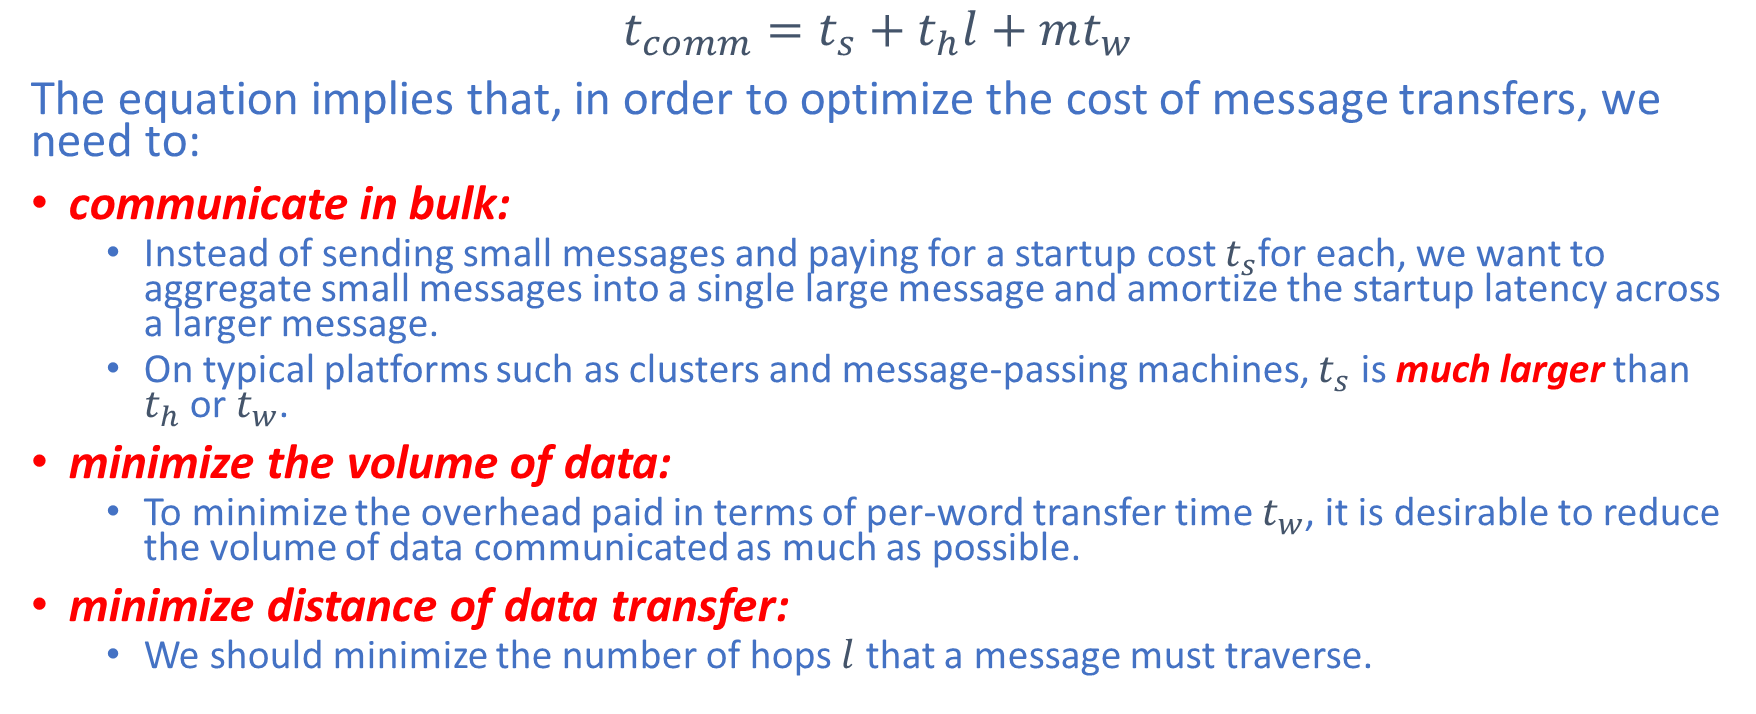 t_comm = t_s + t_h l + mt_w
The equation implies that, in order to optimize the cost of message transfers, we
need to:
• communicate in bulk:
• Instead of sending small messages and paying for a startup cost t_s for each, we want to
aggregate small messages into a single large message and amortize the startup latency across
a larger message.
• On typical platforms such as clusters and message-passing machines, t_s is much larger than
t_h or t_w.
• minimize the volume of data:
• To minimize the overhead paid in terms of per-word transfer time t_w, it is desirable to reduce
the volume of data communicated as much as possible.
• minimize distance of data transfer:
• We should minimize the number of hops l that a message must traverse.